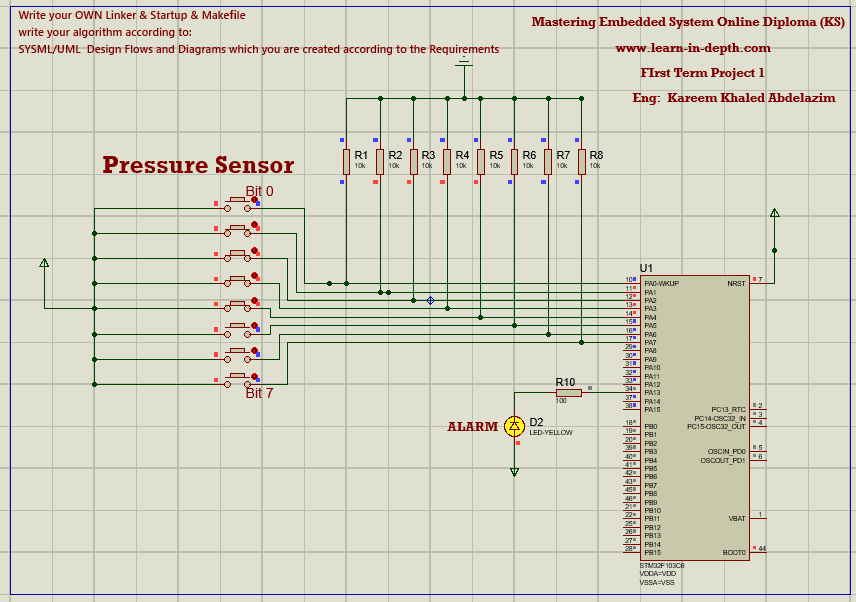 Write your OWN Linker & Startup & Makefile
write your algorithm according to:
SYSML/UML Design Flows and Diagrams which you are created according to the Requirements
Mastering Embedded System Online Diploma (KS)
www.learn-in-depth.com
FIrst Term Project 1
Eng: Kareem Khaled Abdelazim
R1
10k
R2
10k
R3
10k
R4
10k
R5
10k
R6
10k
R7
10k
R8
10k
Pressure Sensor
Bit 0
Bit 7
U1
10 PA0-WKUP
11 PA1
12 PA2
13 PA3
14 PA4
15 PA5
16 PA6
17 PA7
29 PA8
30 PA9
31 PA10
32 PA11
33 PA12
34 PA13
37 PA14
38 PA15
18 PB0
19 PB1
20 PB2
39 PB3
40 PB4
41 PB5
42 PB6
43 PB7
45 PB8
46 PB9
21 PB10
22 PB11
25 PB12
26 PB13
27 PB14
28 PB15
NRST 7
PC13_RTC 2
PC14-OSC32_IN 3
PC15-OSC32_OUT 4
OSCIN_PD0 5
OSCOUT_PD1 6
VBAT 1
BOOT0 44
STM32F103C6
VDDA=VDD
VSSA=VSS
R10
100
ALARM
D2
LED-YELLOW